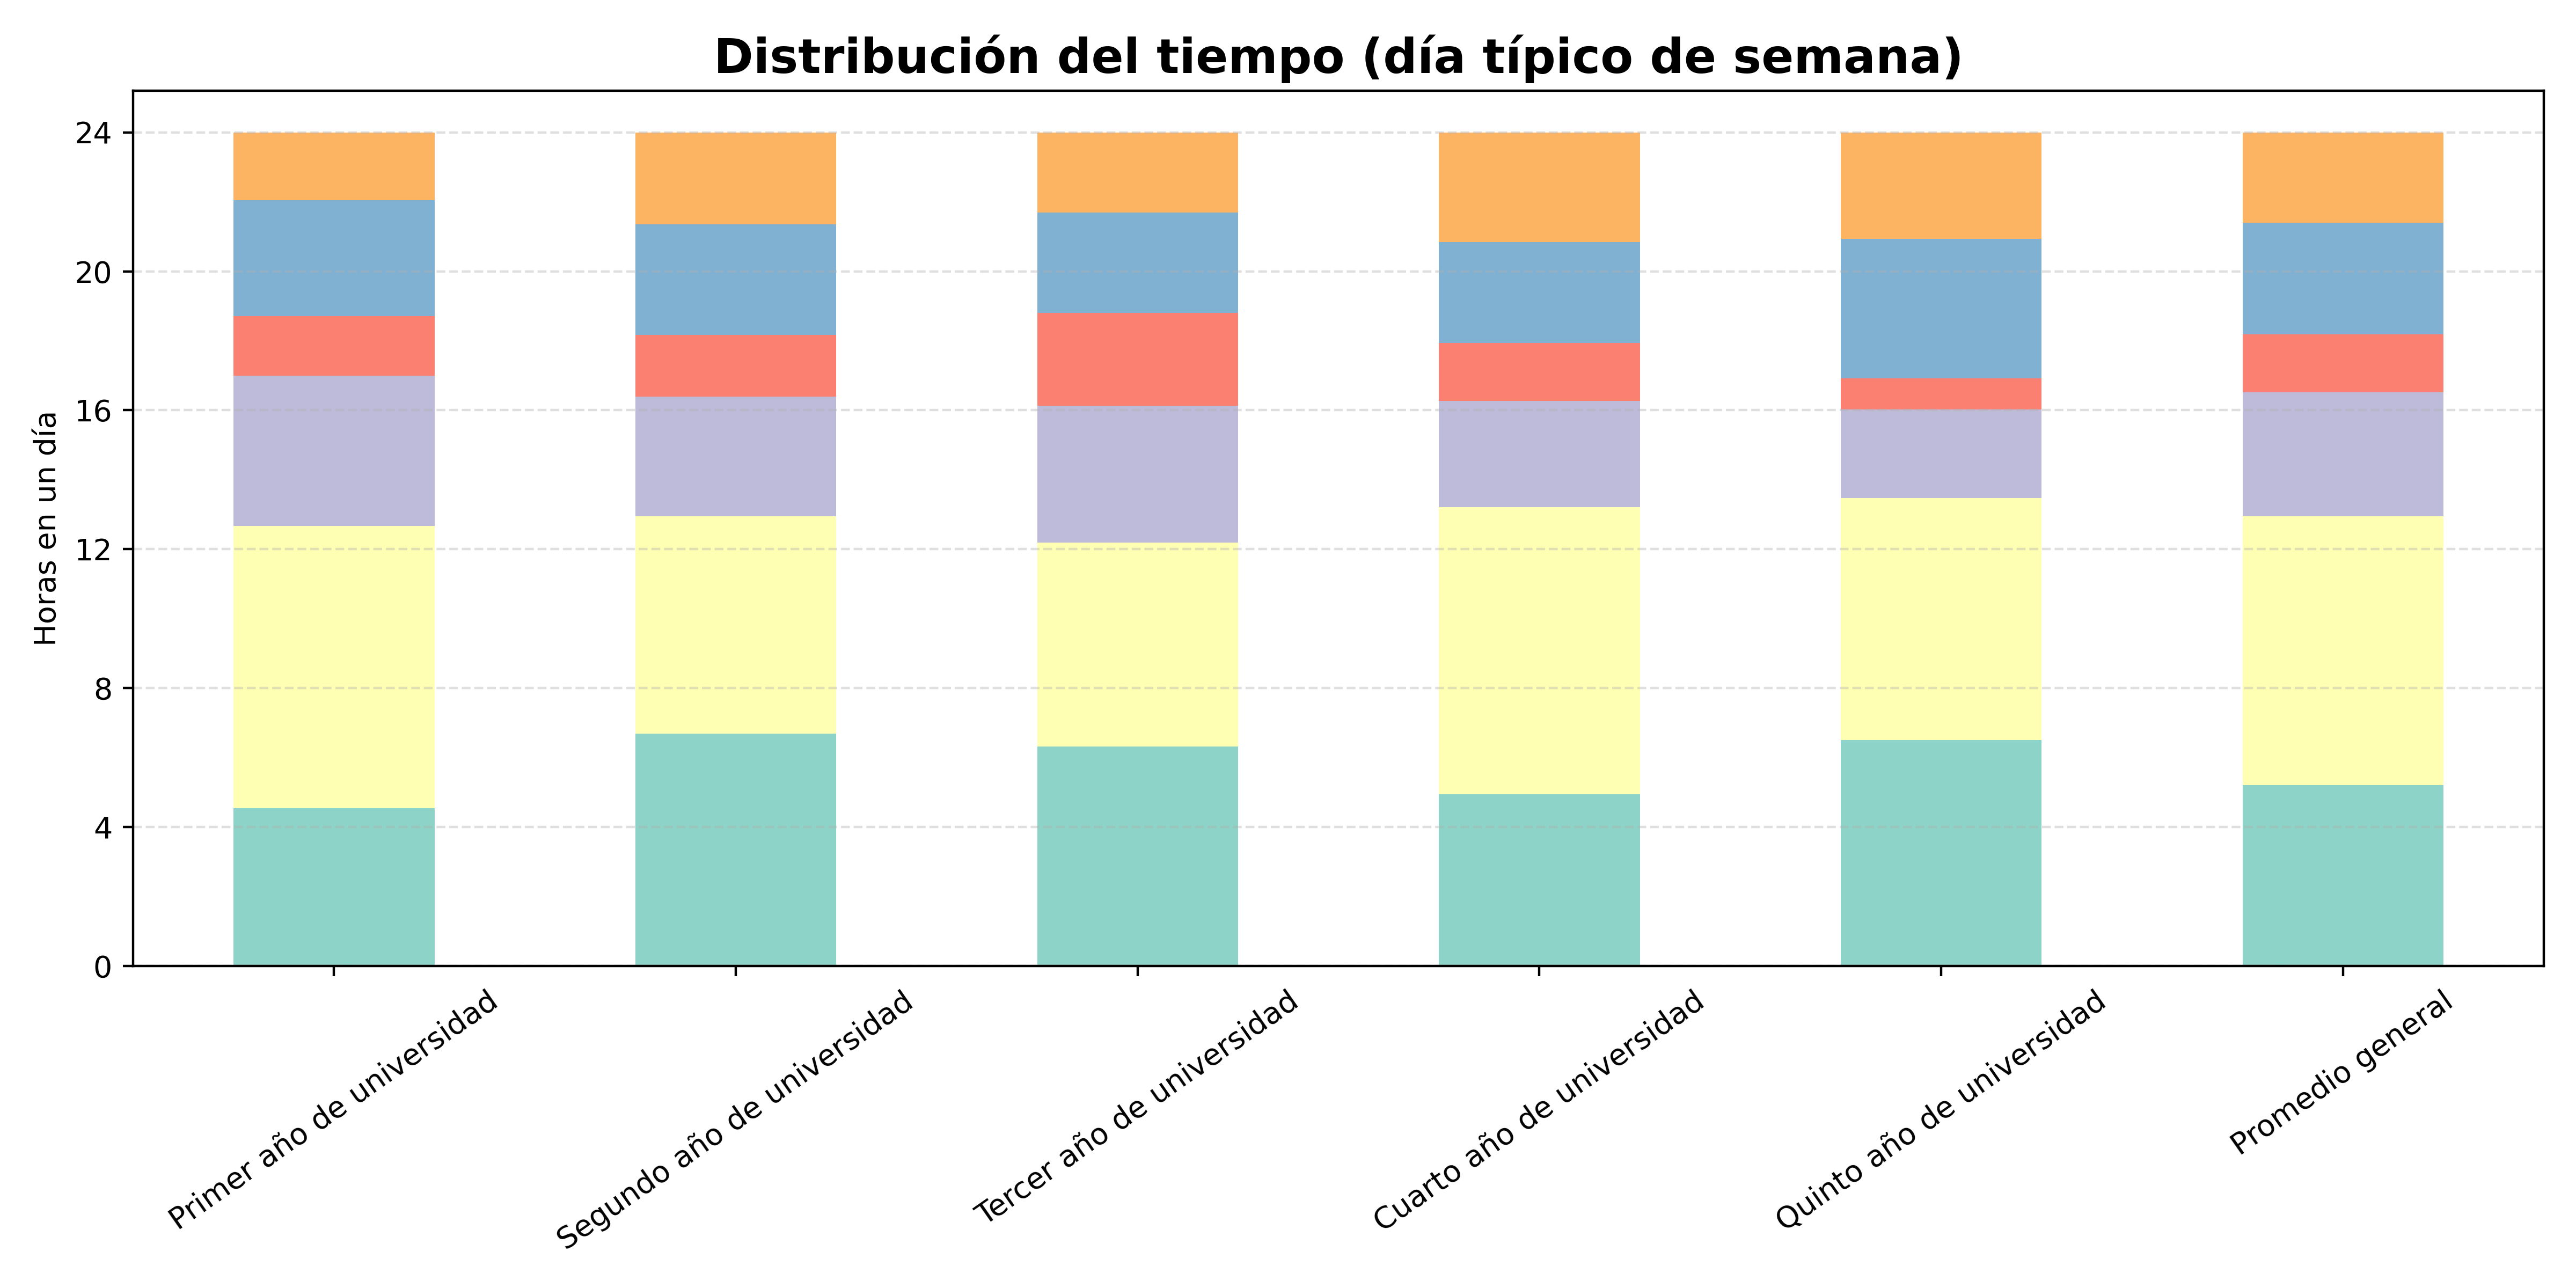 Distribución del tiempo (día típico de semana)
Horas en un día
24
20
16
12
8
4
0
Primer año de universidad
Segundo año de universidad
Tercer año de universidad
Cuarto año de universidad
Quinto año de universidad
Promedio general